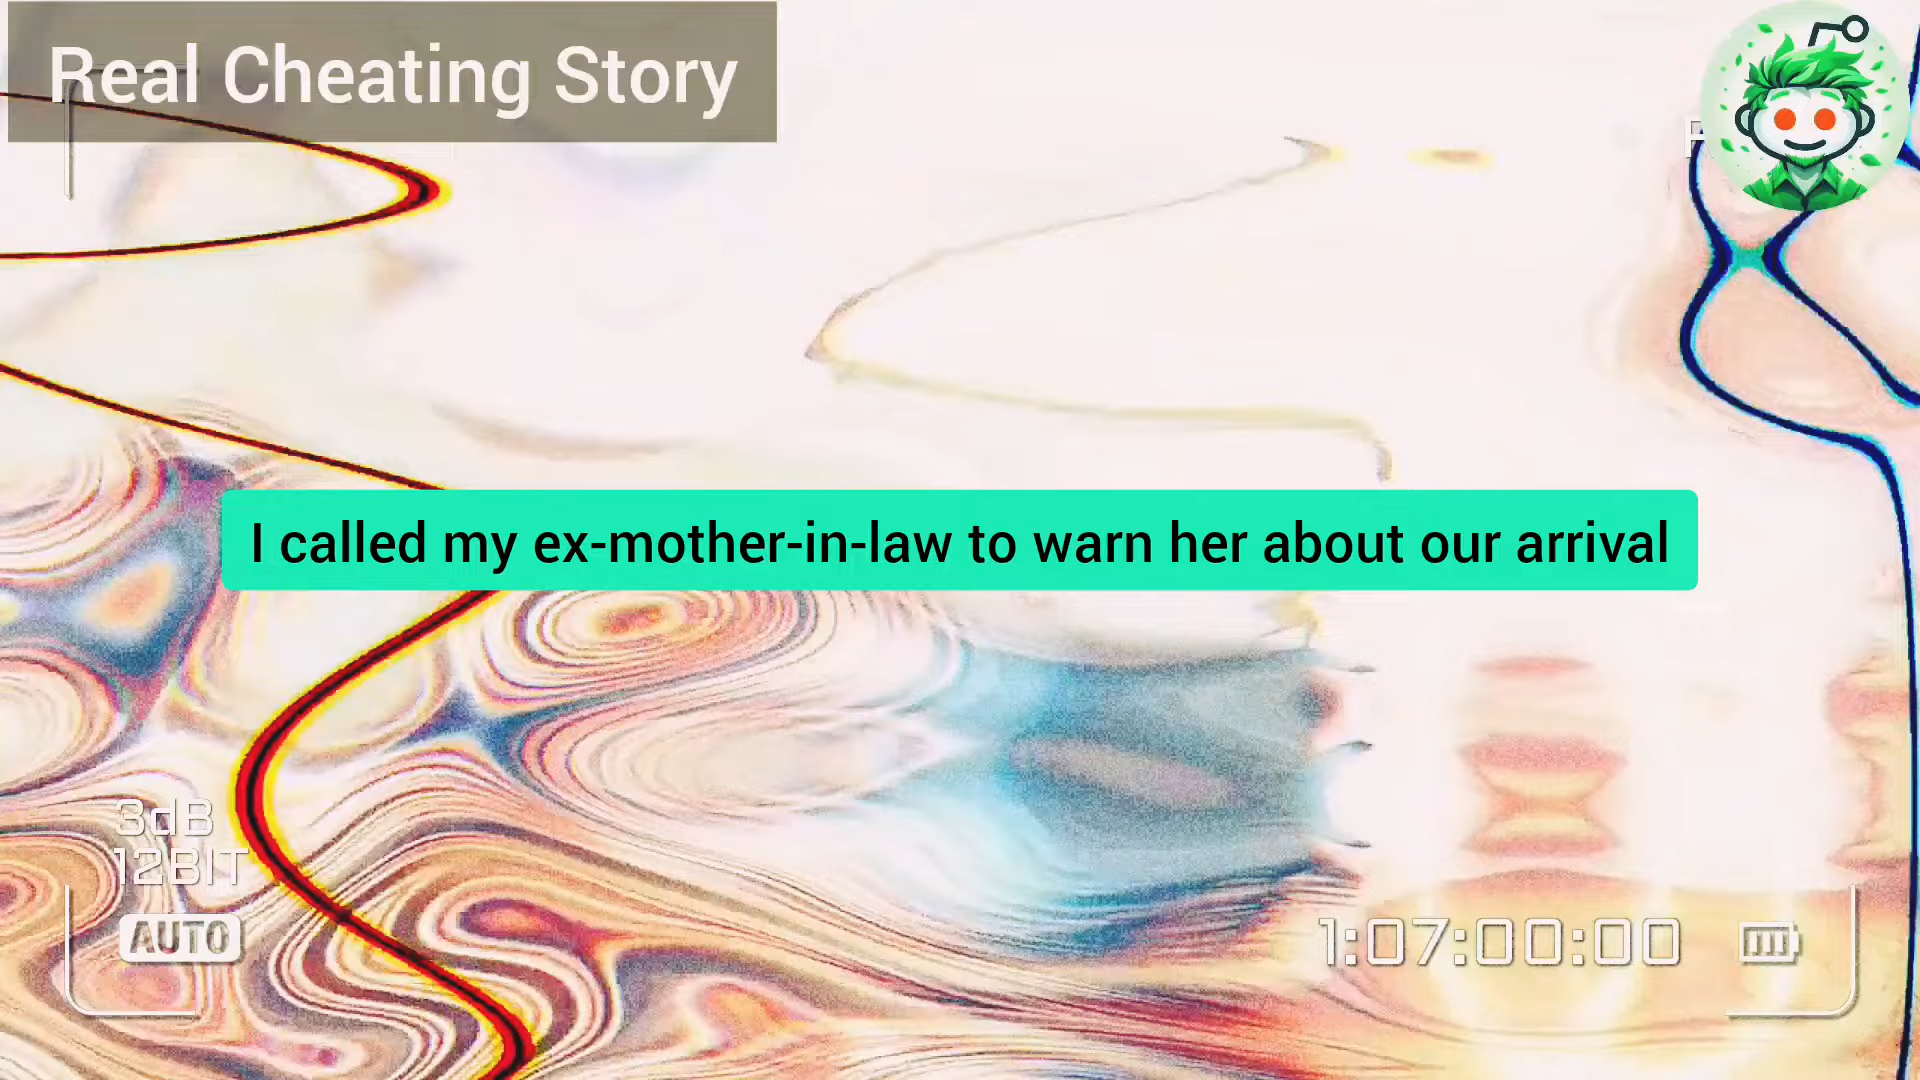 Real Cheating Story
I called my ex-mother-in-law to warn her about our arrival
3dB
12BIT
AUTO
1:07:00:00